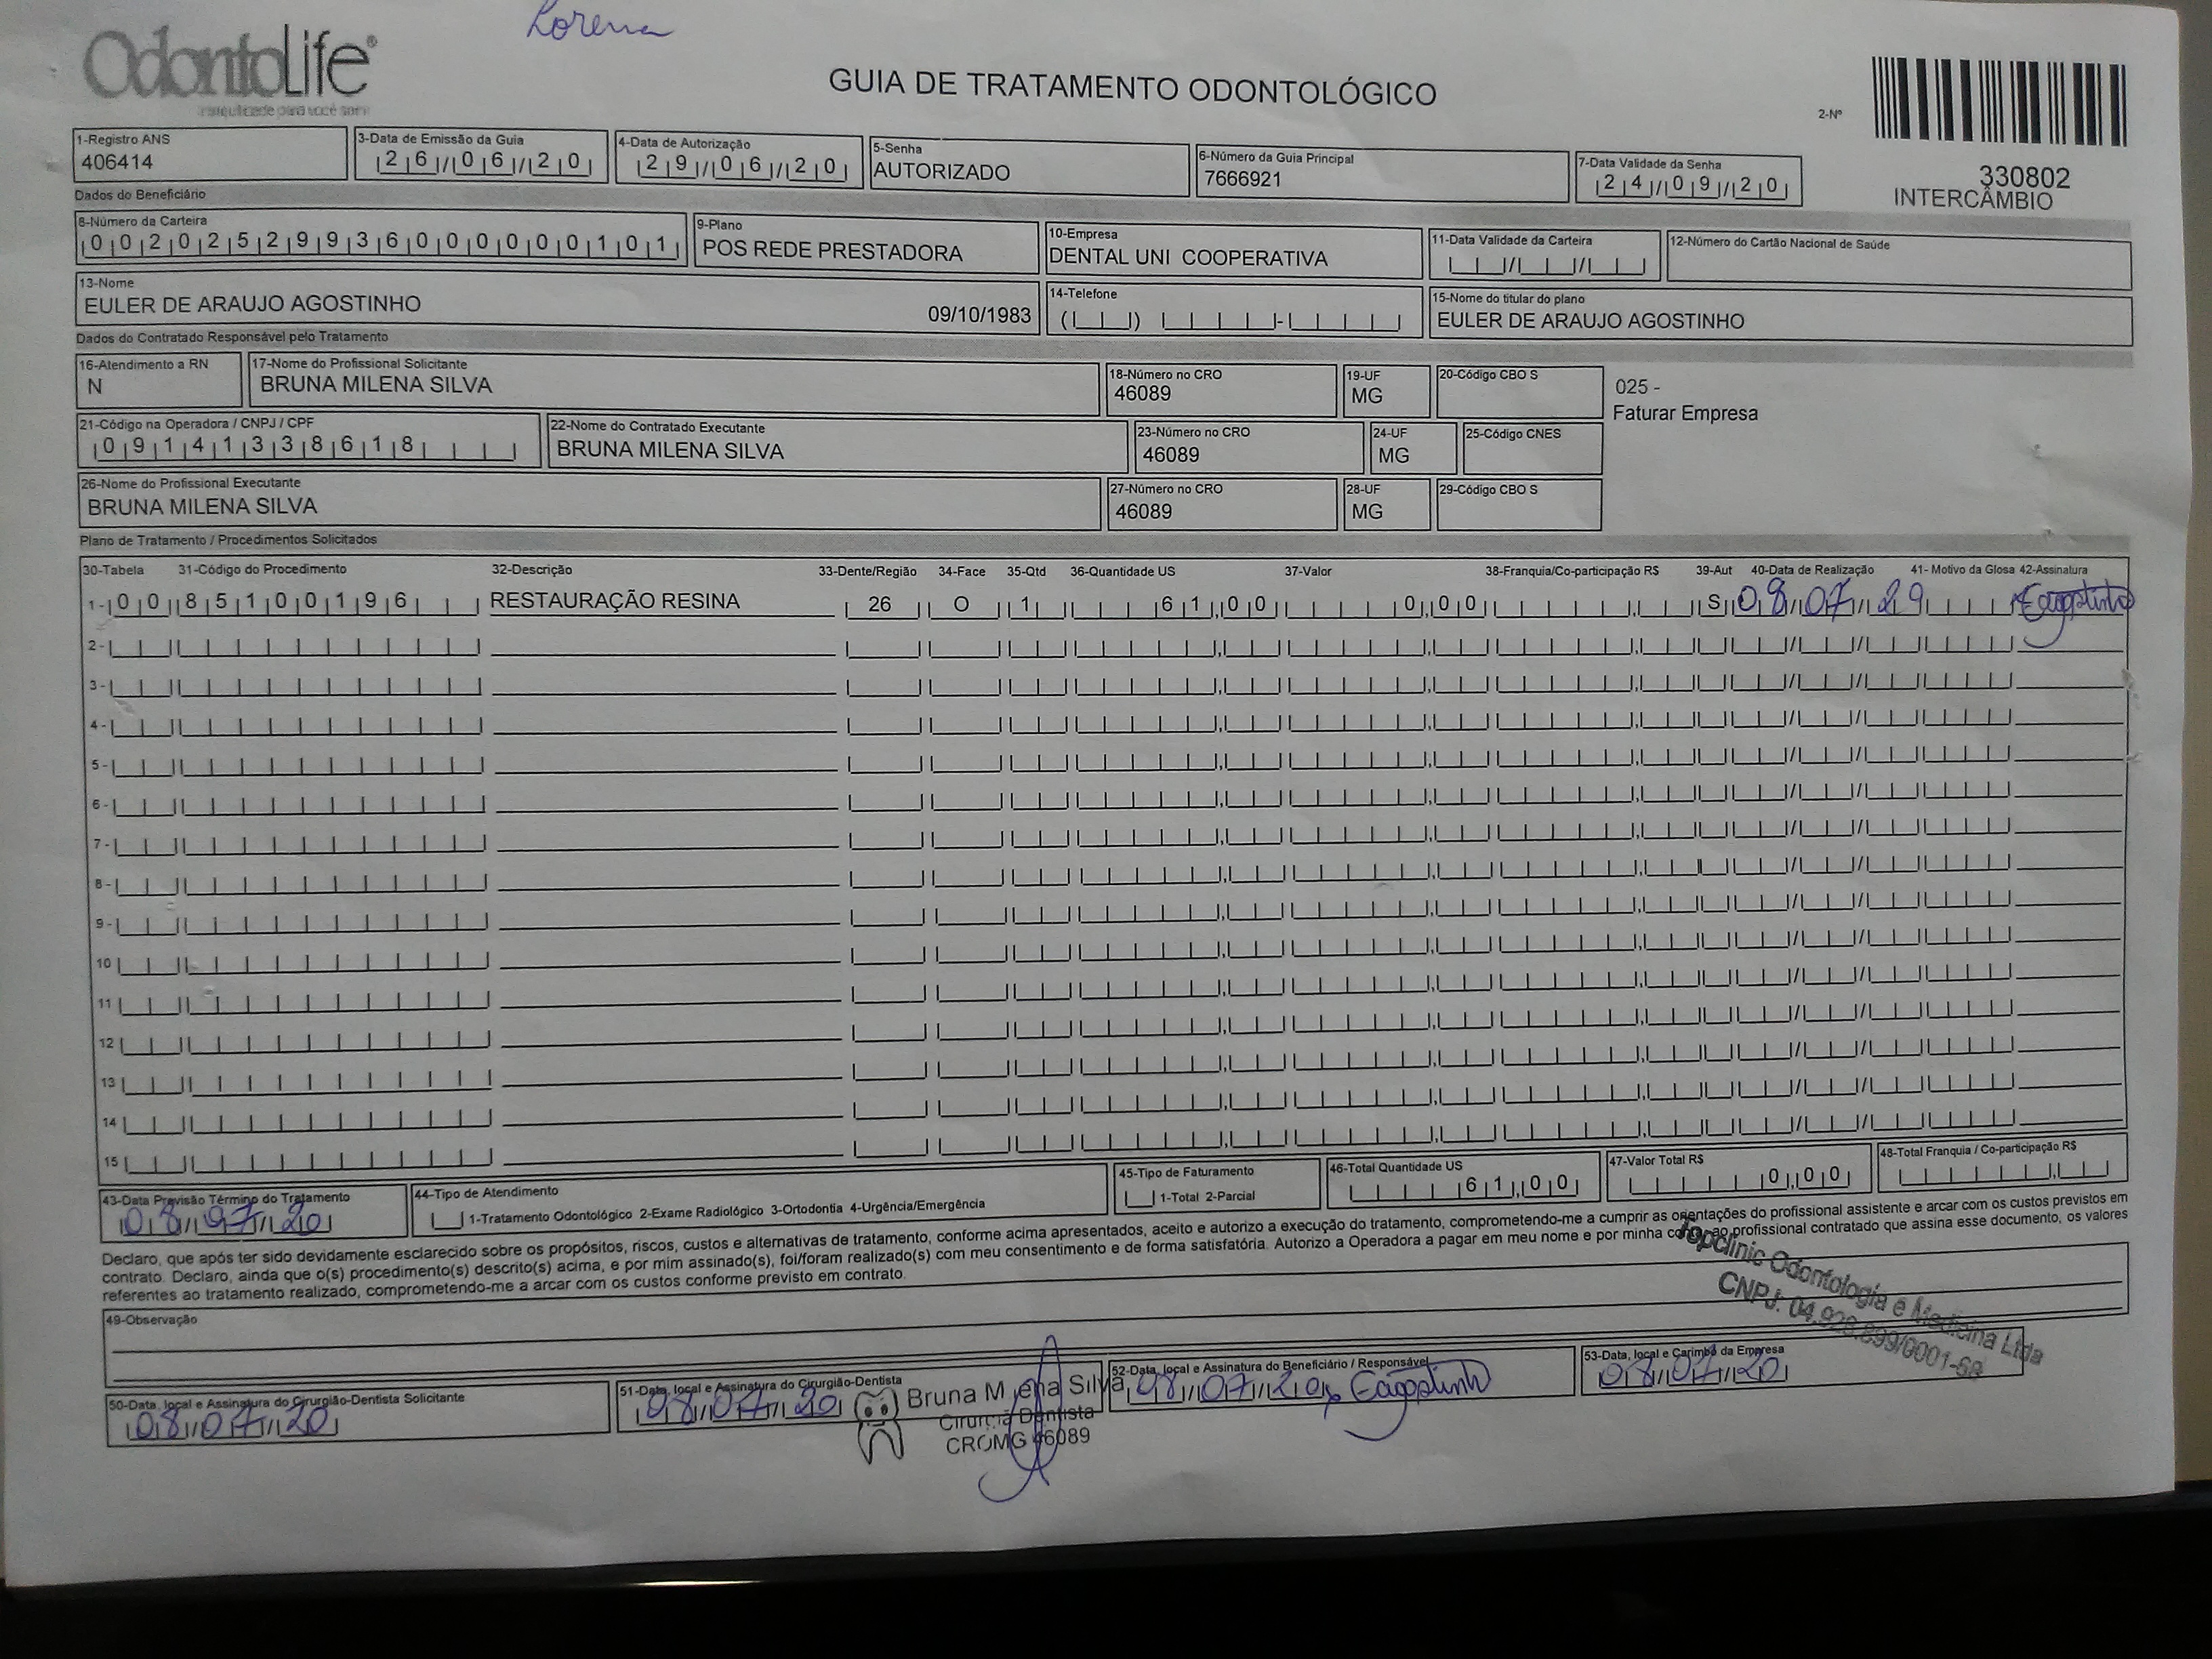 Lorena
OdontoLife®
GUIA DE TRATAMENTO ODONTOLÓGICO
2-Nº
330802
INTERCÂMBIO
1-Registro ANS
406414
3-Data de Emissão da Guia
26/06/20
4-Data de Autorização
29/06/20
5-Senha
AUTORIZADO
6-Número da Guia Principal
7666921
7-Data Validade da Senha
24/09/20
Dados do Beneficiário
8-Número da Carteira
00202529936000000101
9-Plano
POS REDE PRESTADORA
10-Empresa
DENTAL UNI COOPERATIVA
11-Data Validade da Carteira
12-Número do Cartão Nacional de Saúde
13-Nome
EULER DE ARAUJO AGOSTINHO 09/10/1983
14-Telefone
15-Nome do titular do plano
EULER DE ARAUJO AGOSTINHO
Dados do Contratado Responsável pelo Tratamento
16-Atendimento a RN
N
17-Nome do Profissional Solicitante
BRUNA MILENA SILVA
18-Número no CRO
46089
19-UF
MG
20-Código CBO S
025 -
Faturar Empresa
21-Código na Operadora / CNPJ / CPF
09141338618
22-Nome do Contratado Executante
BRUNA MILENA SILVA
23-Número no CRO
46089
24-UF
MG
25-Código CNES
26-Nome do Profissional Executante
BRUNA MILENA SILVA
27-Número no CRO
46089
28-UF
MG
29-Código CBO S
Plano de Tratamento / Procedimentos Solicitados
30-Tabela 31-Código do Procedimento 32-Descrição 33-Dente/Região 34-Face 35-Qtd 36-Quantidade US 37-Valor 38-Franquia/Co-participação R$ 39-Aut 40-Data de Realização 41- Motivo da Glosa 42-Assinatura
1- 00 85100196 RESTAURAÇÃO RESINA 26 O 1 61,00 0,00 S 08/07/29 Eagostinho
2-
3-
4-
5-
6-
7-
8-
9-
10
11
12
13
14
15
43-Data Previsão Término do Tratamento
08/07/20
44-Tipo de Atendimento
1-Tratamento Odontológico 2-Exame Radiológico 3-Ortodontia 4-Urgência/Emergência
45-Tipo de Faturamento
1-Total 2-Parcial
46-Total Quantidade US
61,00
47-Valor Total R$
0,00
48-Total Franquia / Co-participação R$
Declaro, que após ter sido devidamente esclarecido sobre os propósitos, riscos, custos e alternativas de tratamento, conforme acima apresentados, aceito e autorizo a execução do tratamento, comprometendo-me a cumprir as orientações do profissional assistente e arcar com os custos previstos em
contrato. Declaro, ainda que o(s) procedimento(s) descrito(s) acima, e por mim assinado(s), foi/foram realizado(s) com meu consentimento e de forma satisfatória. Autorizo a Operadora a pagar em meu nome e por minha conta, ao profissional contratado que assina esse documento, os valores
referentes ao tratamento realizado, comprometendo-me a arcar com os custos conforme previsto em contrato.
Topclinic Odontologia e Medicina Ltda
CNPJ: 04.926.899/0001-68
49-Observação
50-Data, local e Assinatura do Cirurgião-Dentista Solicitante
08/07/20
51-Data, local e Assinatura do Cirurgião-Dentista
08/07/20
Bruna Milena Silva
Cirurgiã Dentista
CROMG 46089
52-Data, local e Assinatura do Beneficiário / Responsável
08/07/20 x Eagostinho
53-Data, local e Carimbo da Empresa
08/07/20